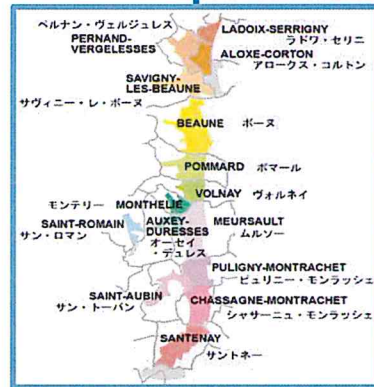 ペルナン・ヴェルジュレス
PERNAND-
VERGELESSES
LADOIX-SERRIGNY
ラドワ・セリニ
ALOXE-CORTON
アロークス・コルトン
SAVIGNY-
LES-BEAUNE
サヴィニー・レ・ボーヌ
BEAUNE ボーヌ
POMMARD ポマール
VOLNAY ヴォルネイ
モンテリー MONTHELIE
SAINT-ROMAIN
サン・ロマン
AUXEY-
DURESSES
オーセイ
・デュレス
MEURSAULT
ムルソー
PULIGNY-MONTRACHET
ピュリニー・モンラッシェ
SAINT-AUBIN
サン・トーバン
CHASSAGNE-MONTRACHET
シャサーニュ・モンラッシェ
SANTENAY
サントネー